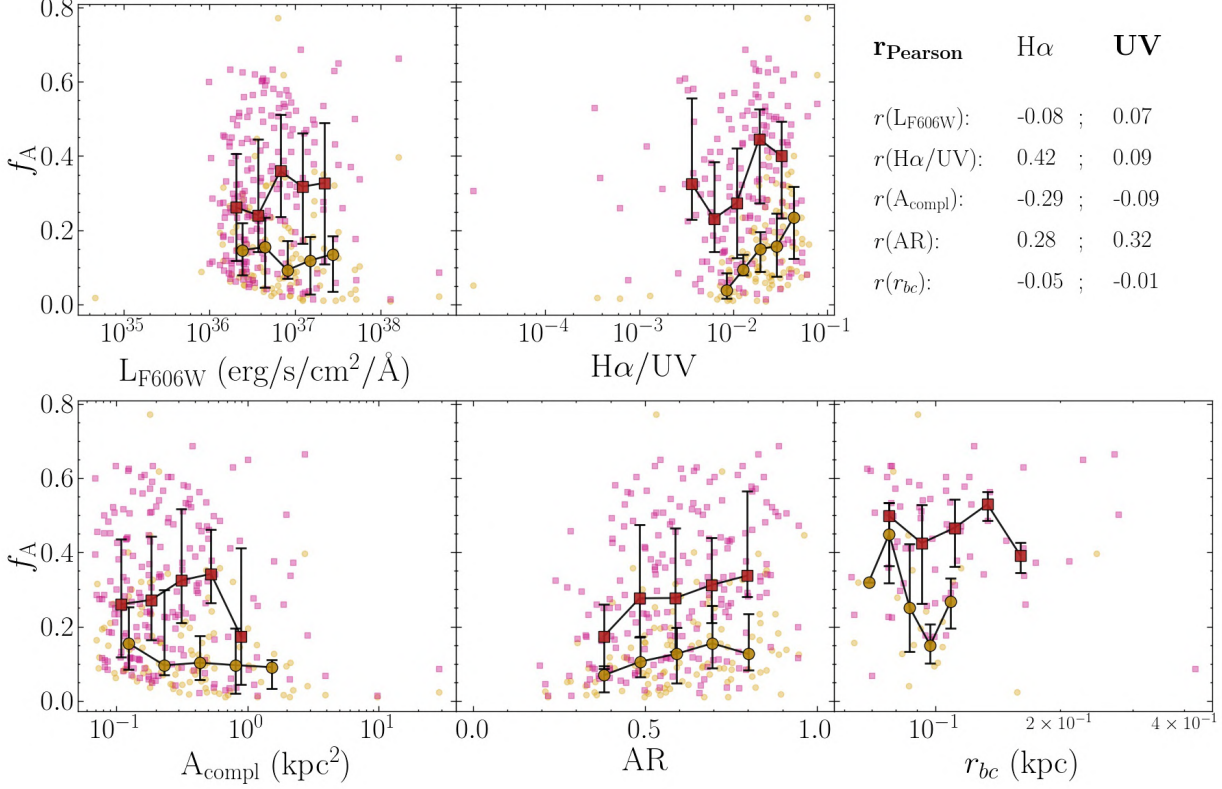 0.8
0.6
0.4
0.2
0.0
f_A
10^35 10^36 10^37 10^38
L_F606W (erg/s/cm^2/Å)
10^-4 10^-3 10^-2 10^-1
Hα/UV
r_Pearson Hα UV
r(L_F606W): -0.08 ; 0.07
r(Hα/UV): 0.42 ; 0.09
r(A_compl): -0.29 ; -0.09
r(AR): 0.28 ; 0.32
r(r_bc): -0.05 ; -0.01
0.8
0.6
0.4
0.2
0.0
f_A
10^-1 10^0 10^1
A_compl (kpc^2)
0.0 0.5 1.0
AR
10^-1 2 × 10^-1 4 × 10^-1
r_bc (kpc)